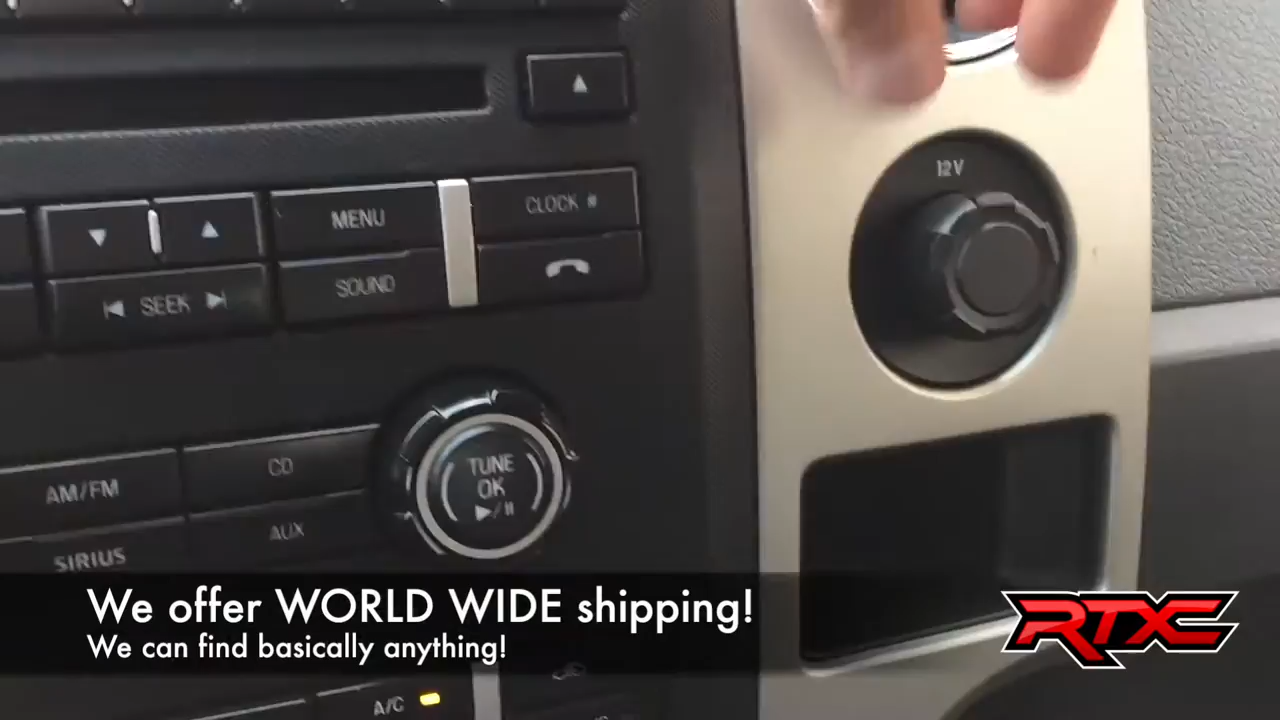 12V
MENU
CLOCK
SEEK
SOUND
TUNE
OK
AM/FM
CD
AUX
SIRIUS
We offer WORLD WIDE shipping!
We can find basically anything!
RTXC
A/C